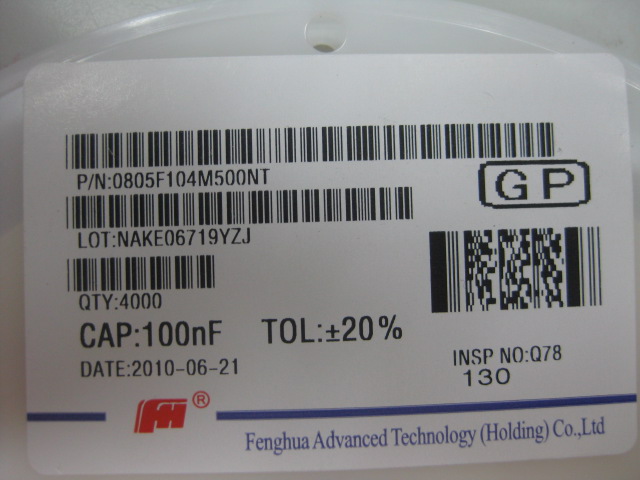 P/N:0805F104M500NT
GP
LOT:NAKE06719YZJ
QTY:4000
CAP:100nF TOL:±20%
DATE:2010-06-21
INSP NO:Q78
130
FH®
Fenghua Advanced Technology (Holding) Co.,Ltd